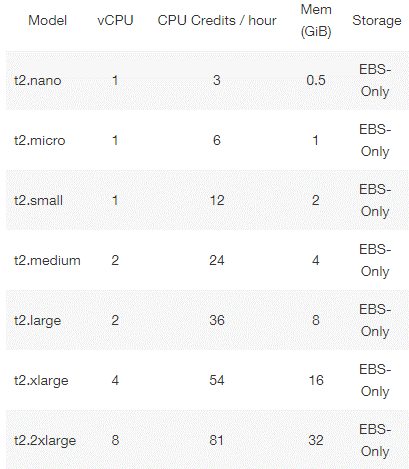 Model vCPU CPU Credits / hour Mem (GiB) Storage
t2.nano 1 3 0.5 EBS-Only
t2.micro 1 6 1 EBS-Only
t2.small 1 12 2 EBS-Only
t2.medium 2 24 4 EBS-Only
t2.large 2 36 8 EBS-Only
t2.xlarge 4 54 16 EBS-Only
t2.2xlarge 8 81 32 EBS-Only